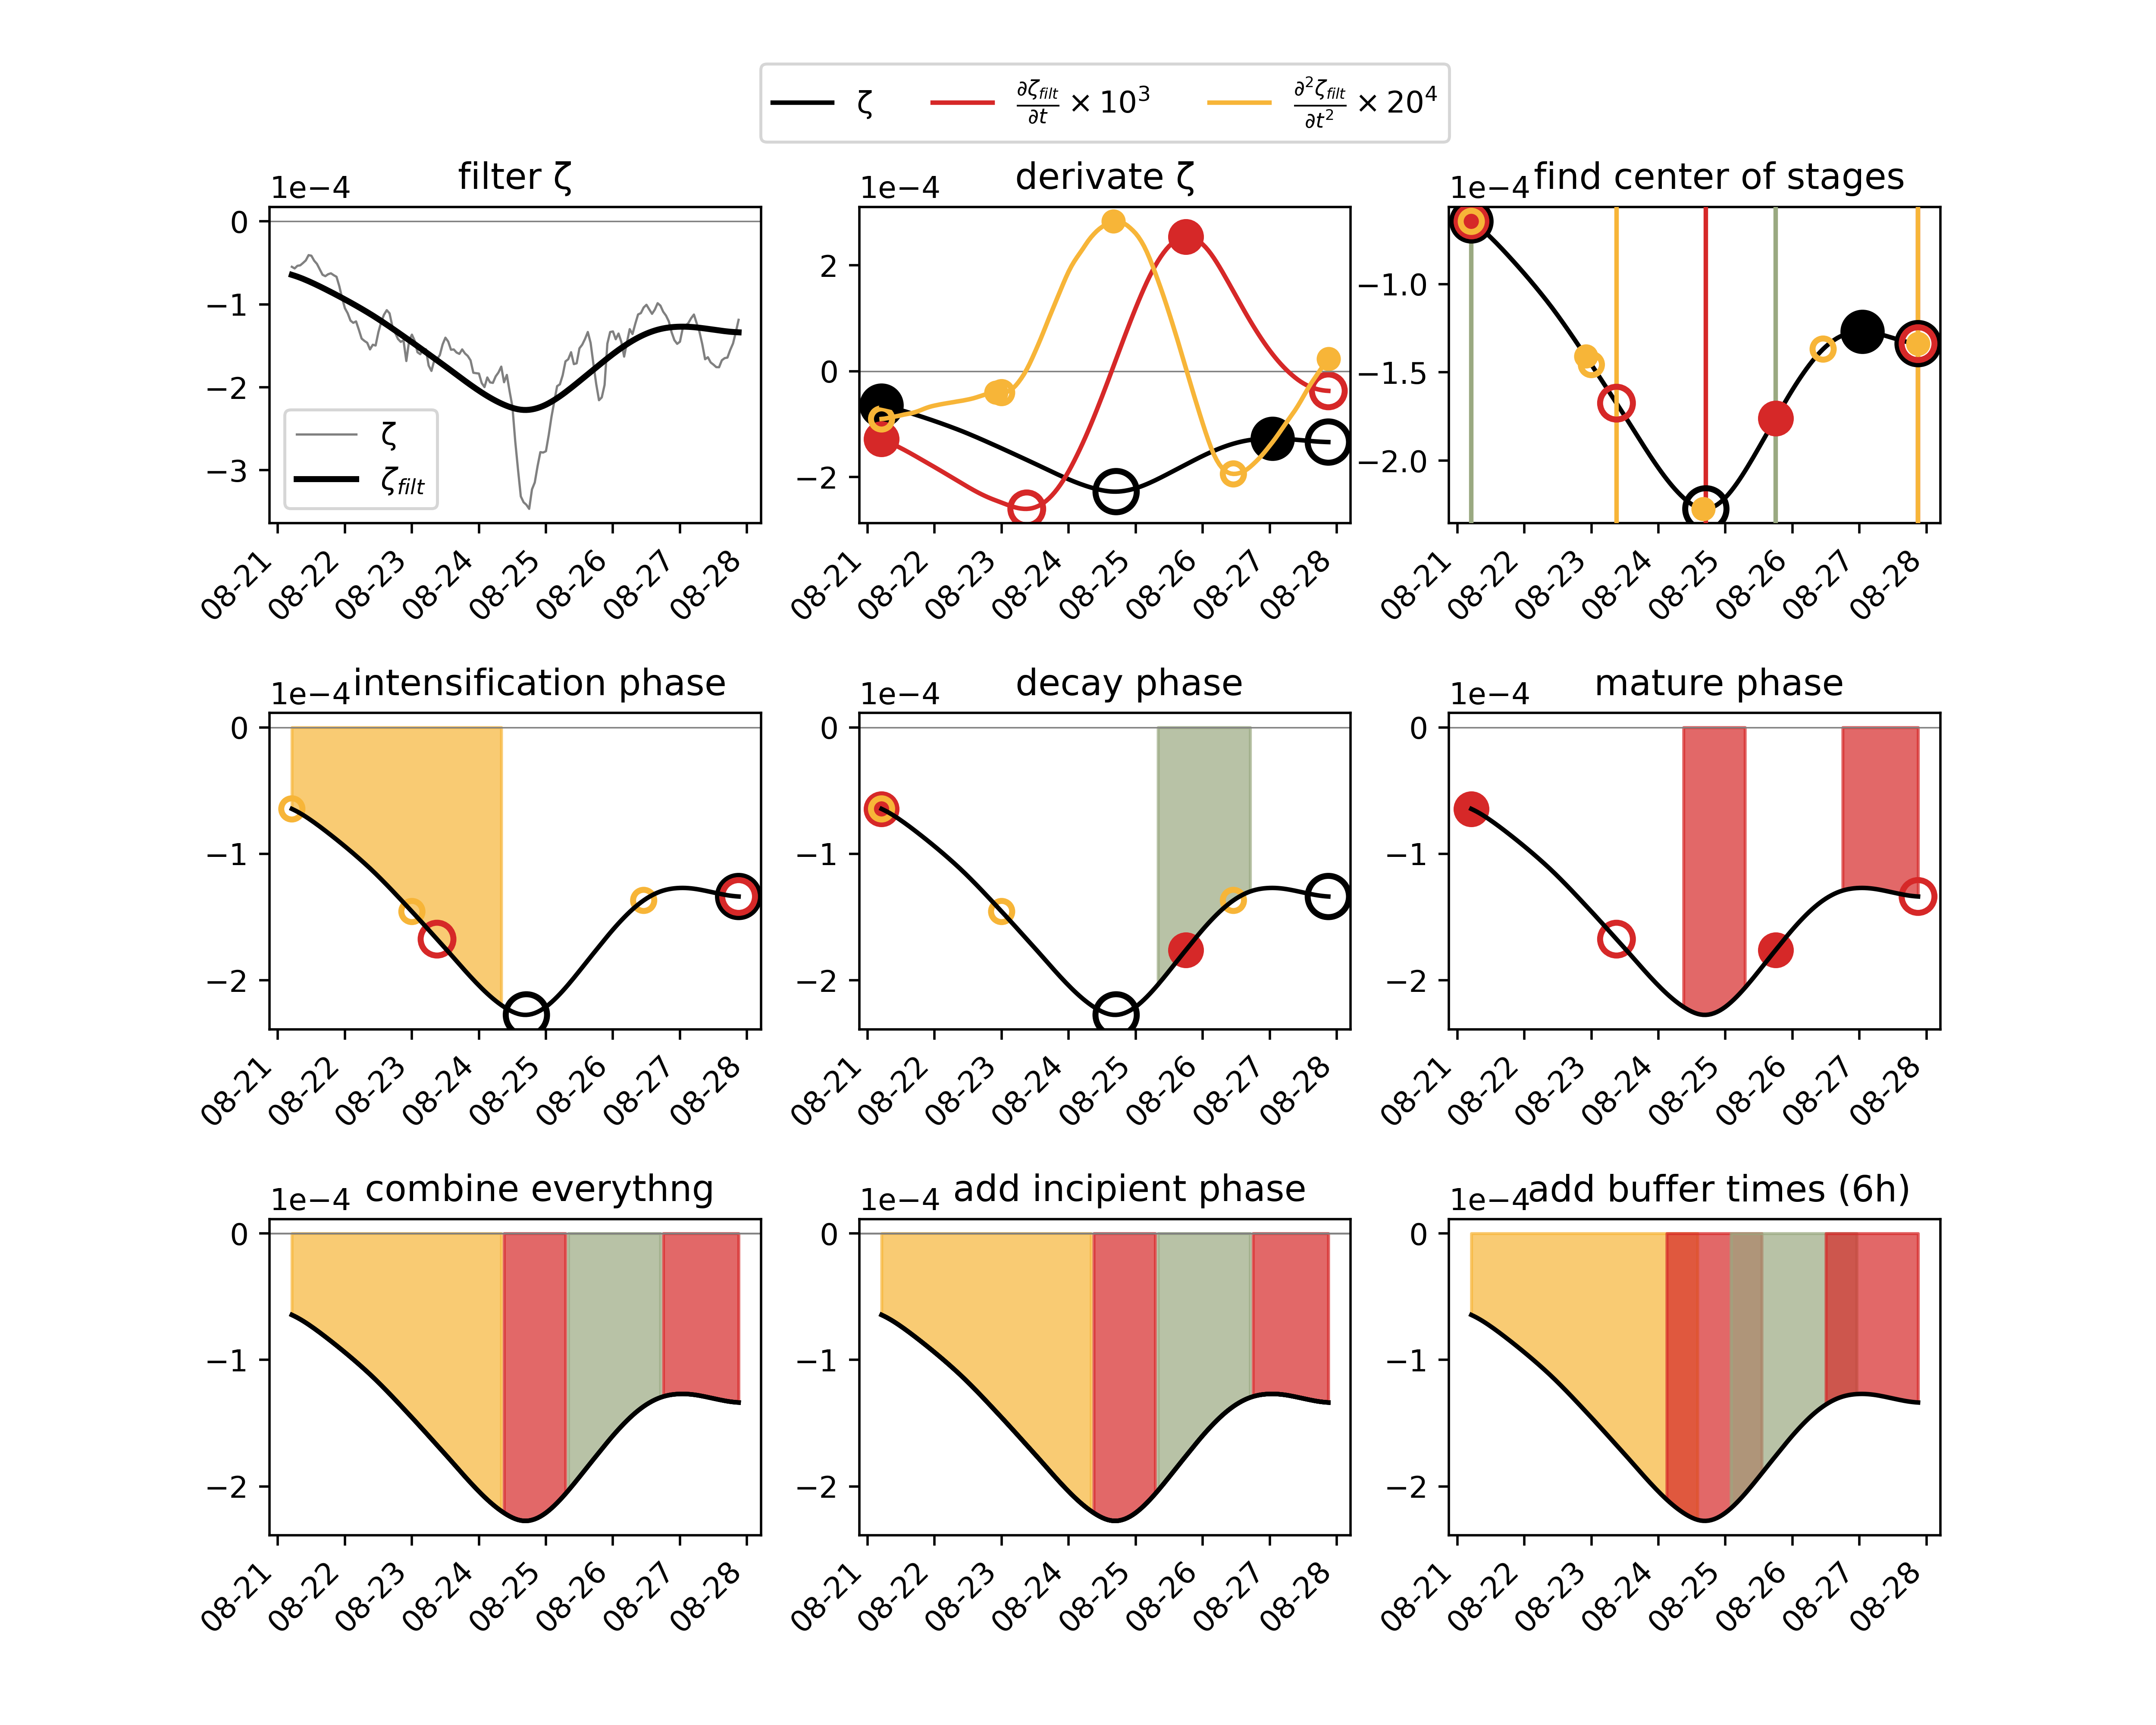 ζ ∂ζ_filt/∂t × 10³ ∂²ζ_filt/∂t² × 20⁴
filter ζ
1e−4
0
−1
−2
−3
ζ
ζ_filt
08-21 08-22 08-23 08-24 08-25 08-26 08-27 08-28
derivate ζ
1e−4
2
0
−2
08-21 08-22 08-23 08-24 08-25 08-26 08-27 08-28
find center of stages
1e−4
−1.0
−1.5
−2.0
08-21 08-22 08-23 08-24 08-25 08-26 08-27 08-28
intensification phase
1e−4
0
−1
−2
08-21 08-22 08-23 08-24 08-25 08-26 08-27 08-28
decay phase
1e−4
0
−1
−2
08-21 08-22 08-23 08-24 08-25 08-26 08-27 08-28
mature phase
1e−4
0
−1
−2
08-21 08-22 08-23 08-24 08-25 08-26 08-27 08-28
combine everythng
1e−4
0
−1
−2
08-21 08-22 08-23 08-24 08-25 08-26 08-27 08-28
add incipient phase
1e−4
0
−1
−2
08-21 08-22 08-23 08-24 08-25 08-26 08-27 08-28
add buffer times (6h)
1e−4
0
−1
−2
08-21 08-22 08-23 08-24 08-25 08-26 08-27 08-28